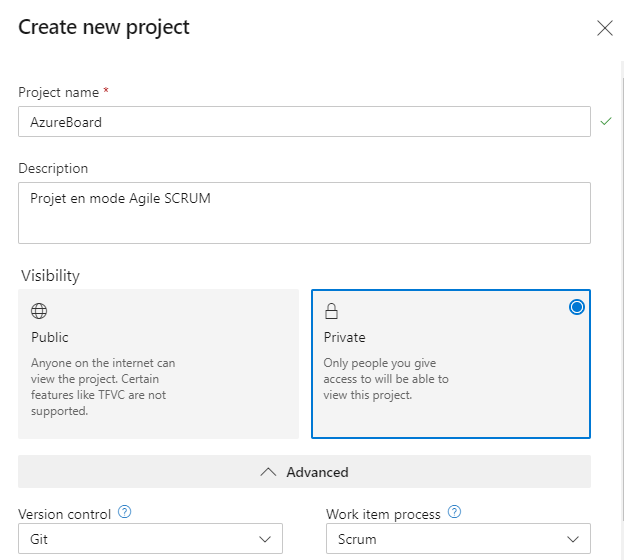 Create new project
Project name *
AzureBoard
Description
Projet en mode Agile SCRUM
Visibility
Public
Anyone on the internet can
view the project. Certain
features like TFVC are not
supported.
Private
Only people you give
access to will be able to
view this project.
Advanced
Version control ?
Git
Work item process ?
Scrum